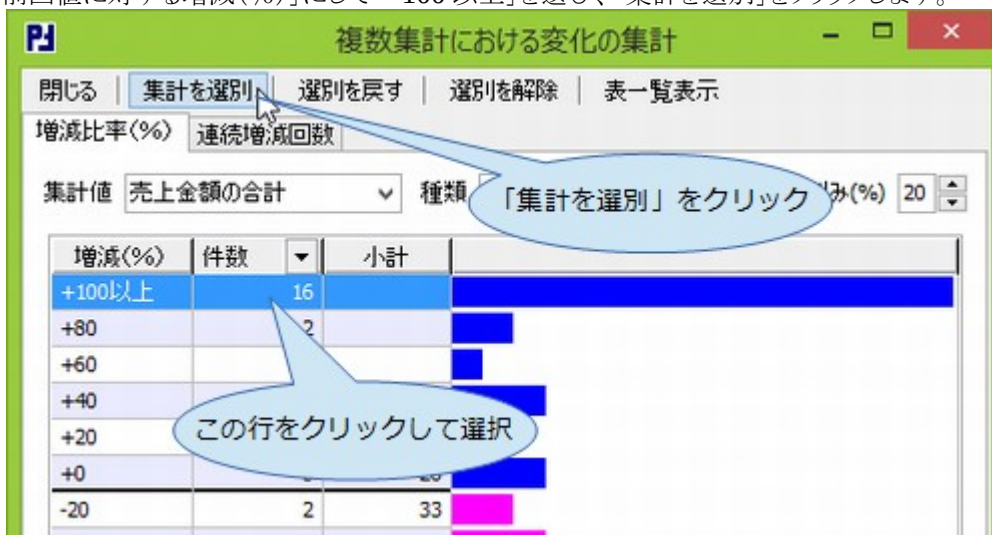 前回値に対する増減(%)」にして「+100以上」を選び、「集計を選別」をクリックします。
複数集計における変化の集計
閉じる 集計を選別 選別を戻す 選別を解除 表一覧表示
増減比率(%) 連続増減回数
集計値 売上金額の合計 種類 (%) 20
「集計を選別」をクリック
増減(%) 件数 小計
+100以上 16
+80 2
+60
+40
この行をクリックして選択
+20
+0
-20 2 33